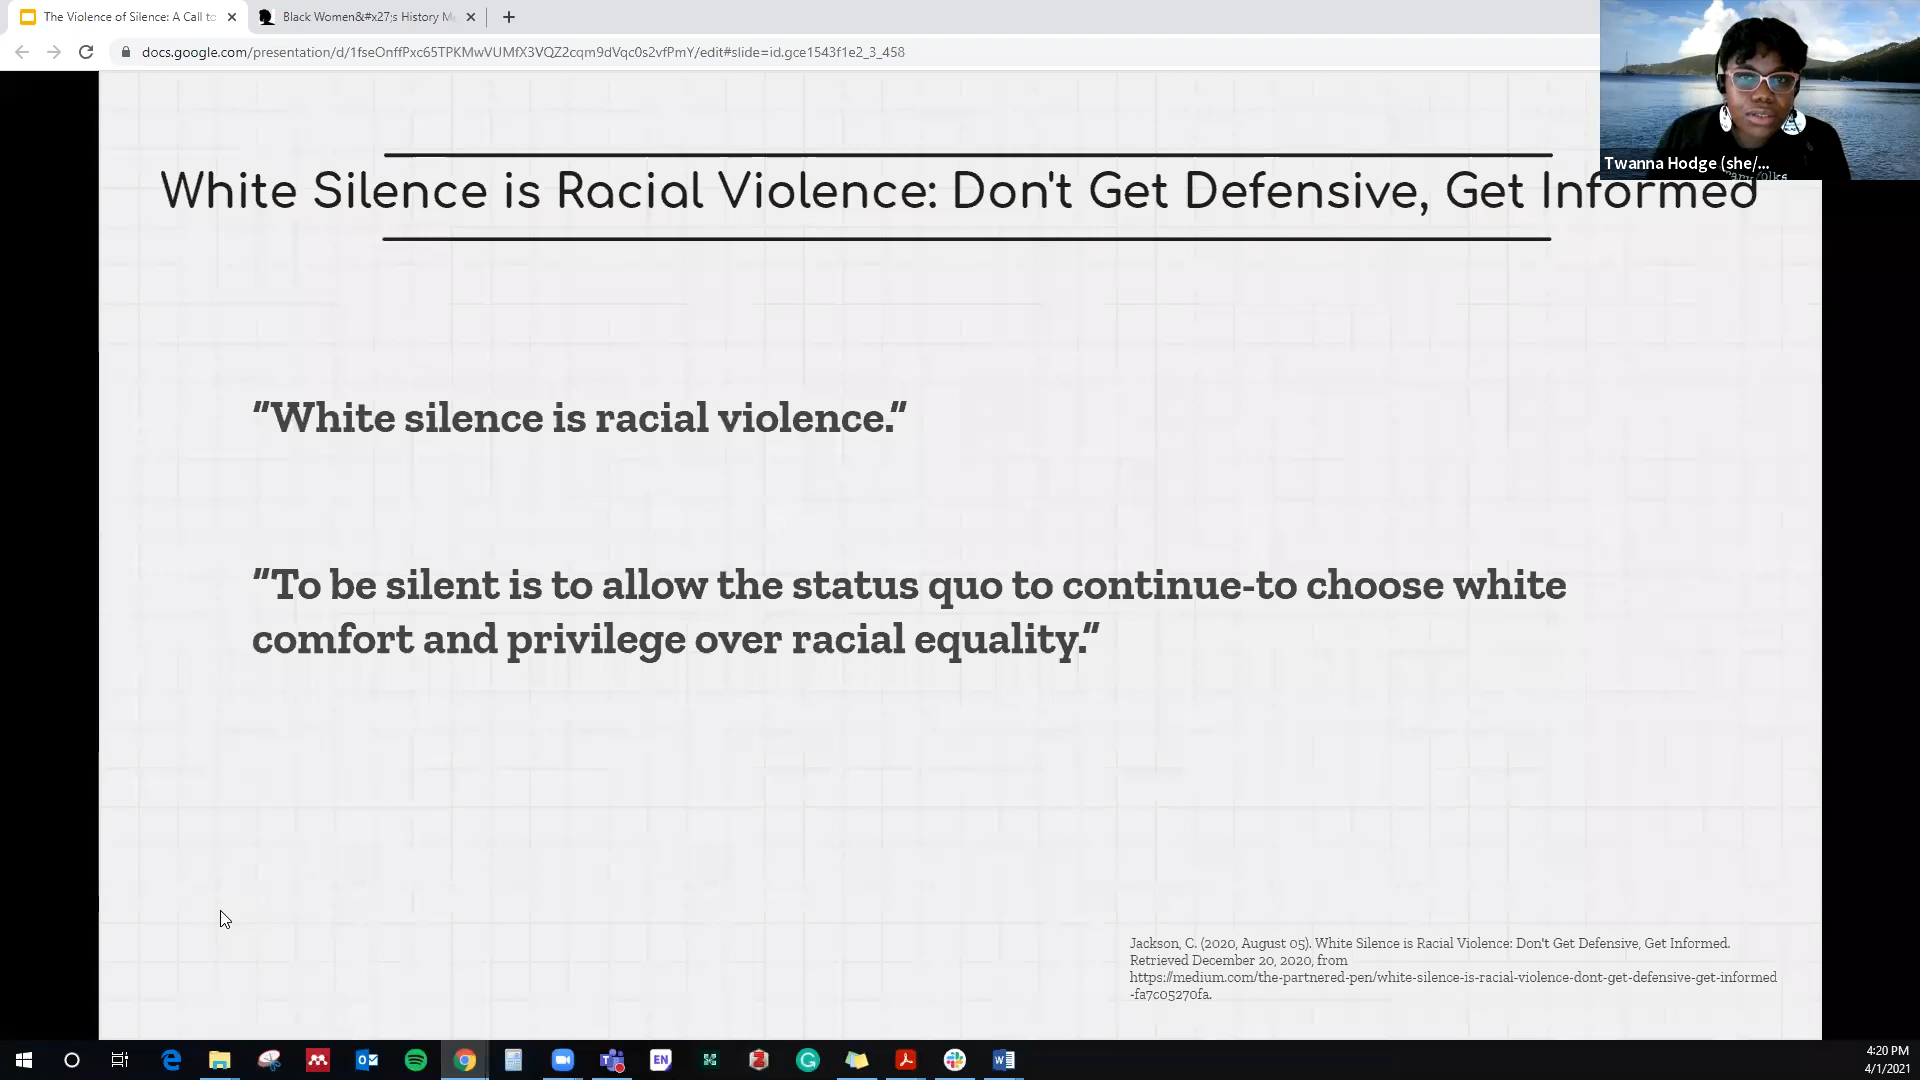 The Violence of Silence: A Call to
Black Women&#x27;s History M
docs.google.com/presentation/d/1fseOnffPxc65TPKMwVUMfX3VQZ2cqm9dVqc0s2vfPmY/edit#slide=id.gce1543f1e2_3_458
Twanna Hodge (she/...
White Silence is Racial Violence: Don't Get Defensive, Get Informed
"White silence is racial violence."
"To be silent is to allow the status quo to continue-to choose white
comfort and privilege over racial equality."
Jackson, C. (2020, August 05). White Silence is Racial Violence: Don't Get Defensive, Get Informed.
Retrieved December 20, 2020, from
https://medium.com/the-partnered-pen/white-silence-is-racial-violence-dont-get-defensive-get-informed
-fa7c05270fa.
EN
4:20 PM
4/1/2021